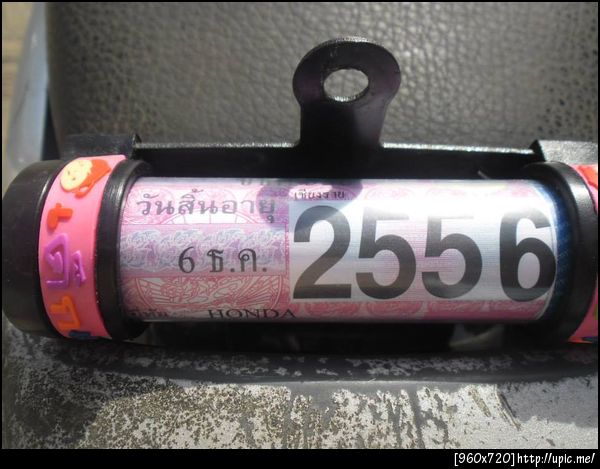 เชียงราย
วันสิ้นอายุ
6 ธ.ค.
2556
HONDA
[960x720]http://upic.me/